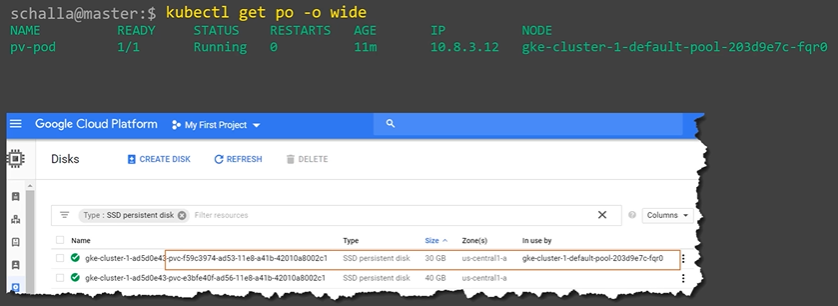 schalla@master:$ kubectl get po -o wide
NAME READY STATUS RESTARTS AGE IP NODE
pv-pod 1/1 Running 0 11m 10.8.3.12 gke-cluster-1-default-pool-203d9e7c-fqr0
Google Cloud Platform My First Project
Disks CREATE DISK REFRESH DELETE
Type : SSD persistent disk Filter resources Columns
Name Type Size Zone(s) In use by
gke-cluster-1-ad5d0e43-pvc-f59c3974-ad53-11e8-a41b-42010a8002c1 SSD persistent disk 30 GB us-central1-a gke-cluster-1-default-pool-203d9e7c-fqr0
gke-cluster-1-ad5d0e43-pvc-e3bfe40f-ad56-11e8-a41b-42010a8002c1 SSD persistent disk 40 GB us-central1-a